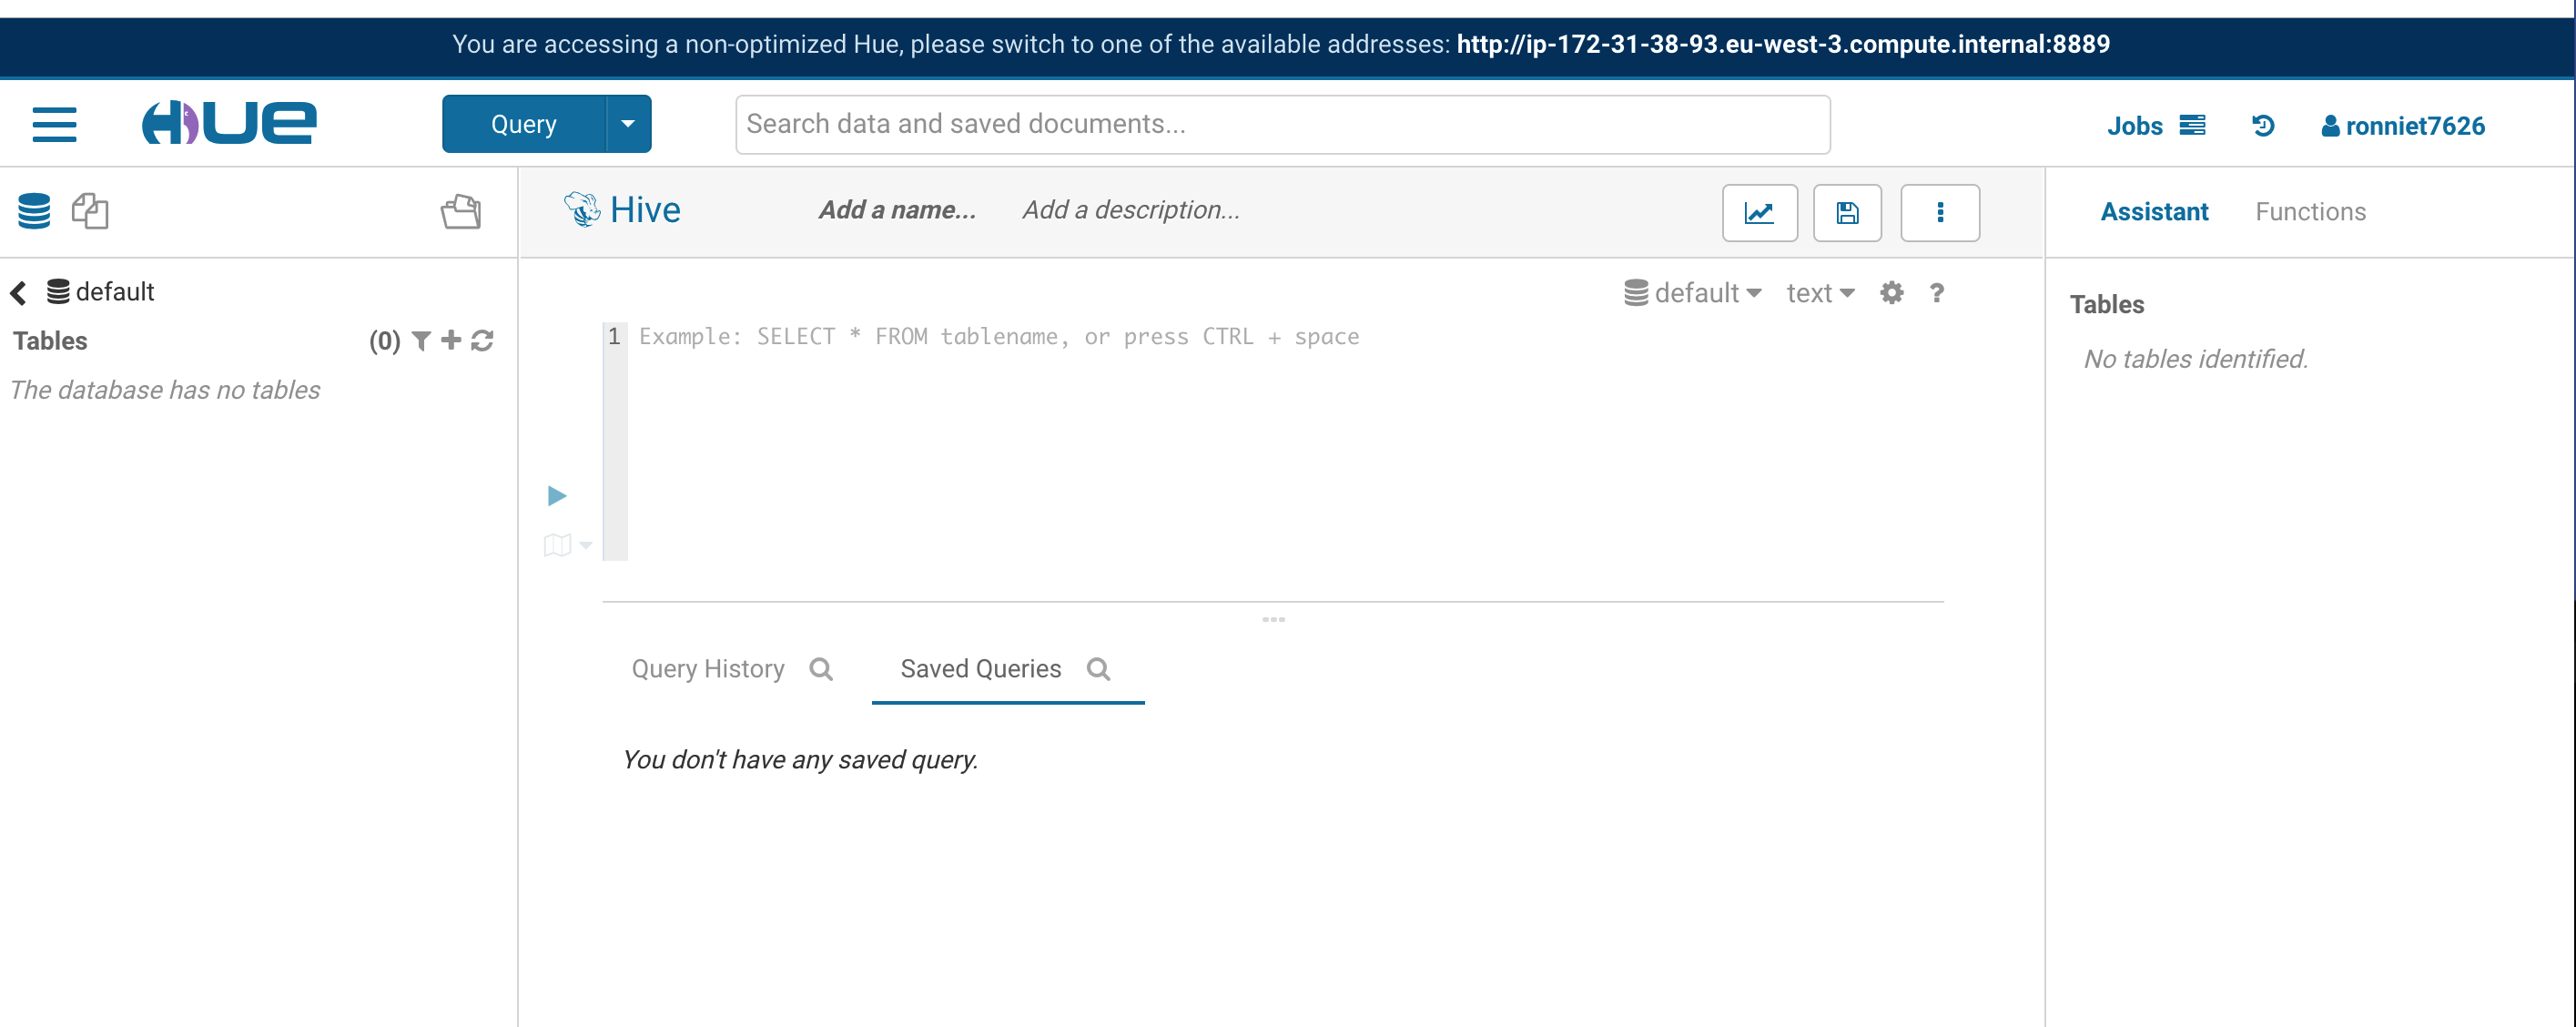 You are accessing a non-optimized Hue, please switch to one of the available addresses: http://ip-172-31-38-93.eu-west-3.compute.internal:8889
HUE
Query
Search data and saved documents...
Jobs
ronniet7626
Hive
Add a name...
Add a description...
Assistant
Functions
default
Tables
(0)
The database has no tables
default
text
?
1 Example: SELECT * FROM tablename, or press CTRL + space
Tables
No tables identified.
Query History
Saved Queries
You don't have any saved query.